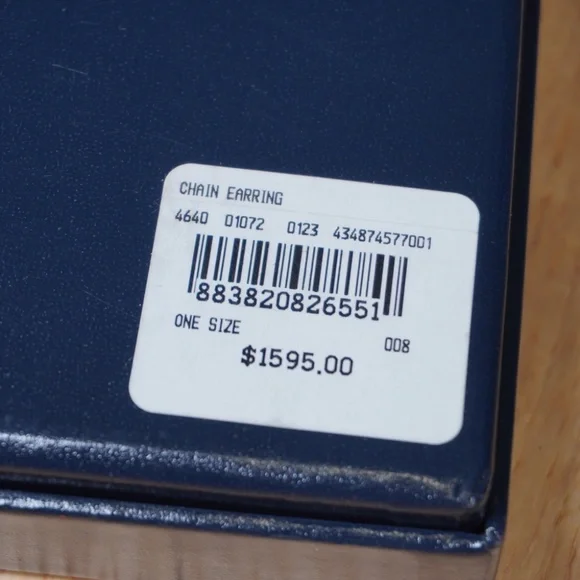 CHAIN EARRING
4640 01072 0123 434874577001
883820826551
ONE SIZE 008
$1595.00